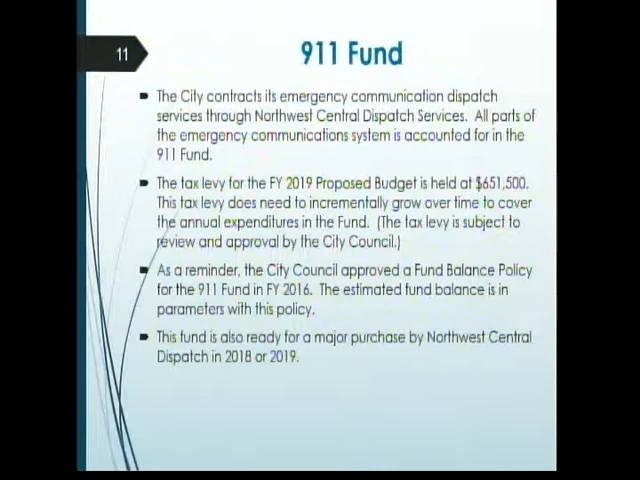 11
911 Fund
The City contracts its emergency communication dispatch
services through Northwest Central Dispatch Services. All parts of
the emergency communications system is accounted for in the
911 Fund.
The tax levy for the FY 2019 Proposed Budget is held at $651,500.
This tax levy does need to incrementally grow over time to cover
the annual expenditures in the Fund. (The tax levy is subject to
review and approval by the City Council.)
As a reminder, the City Council approved a Fund Balance Policy
for the 911 Fund in FY 2016. The estimated fund balance is in
parameters with this policy.
This fund is also ready for a major purchase by Northwest Central
Dispatch in 2018 or 2019.